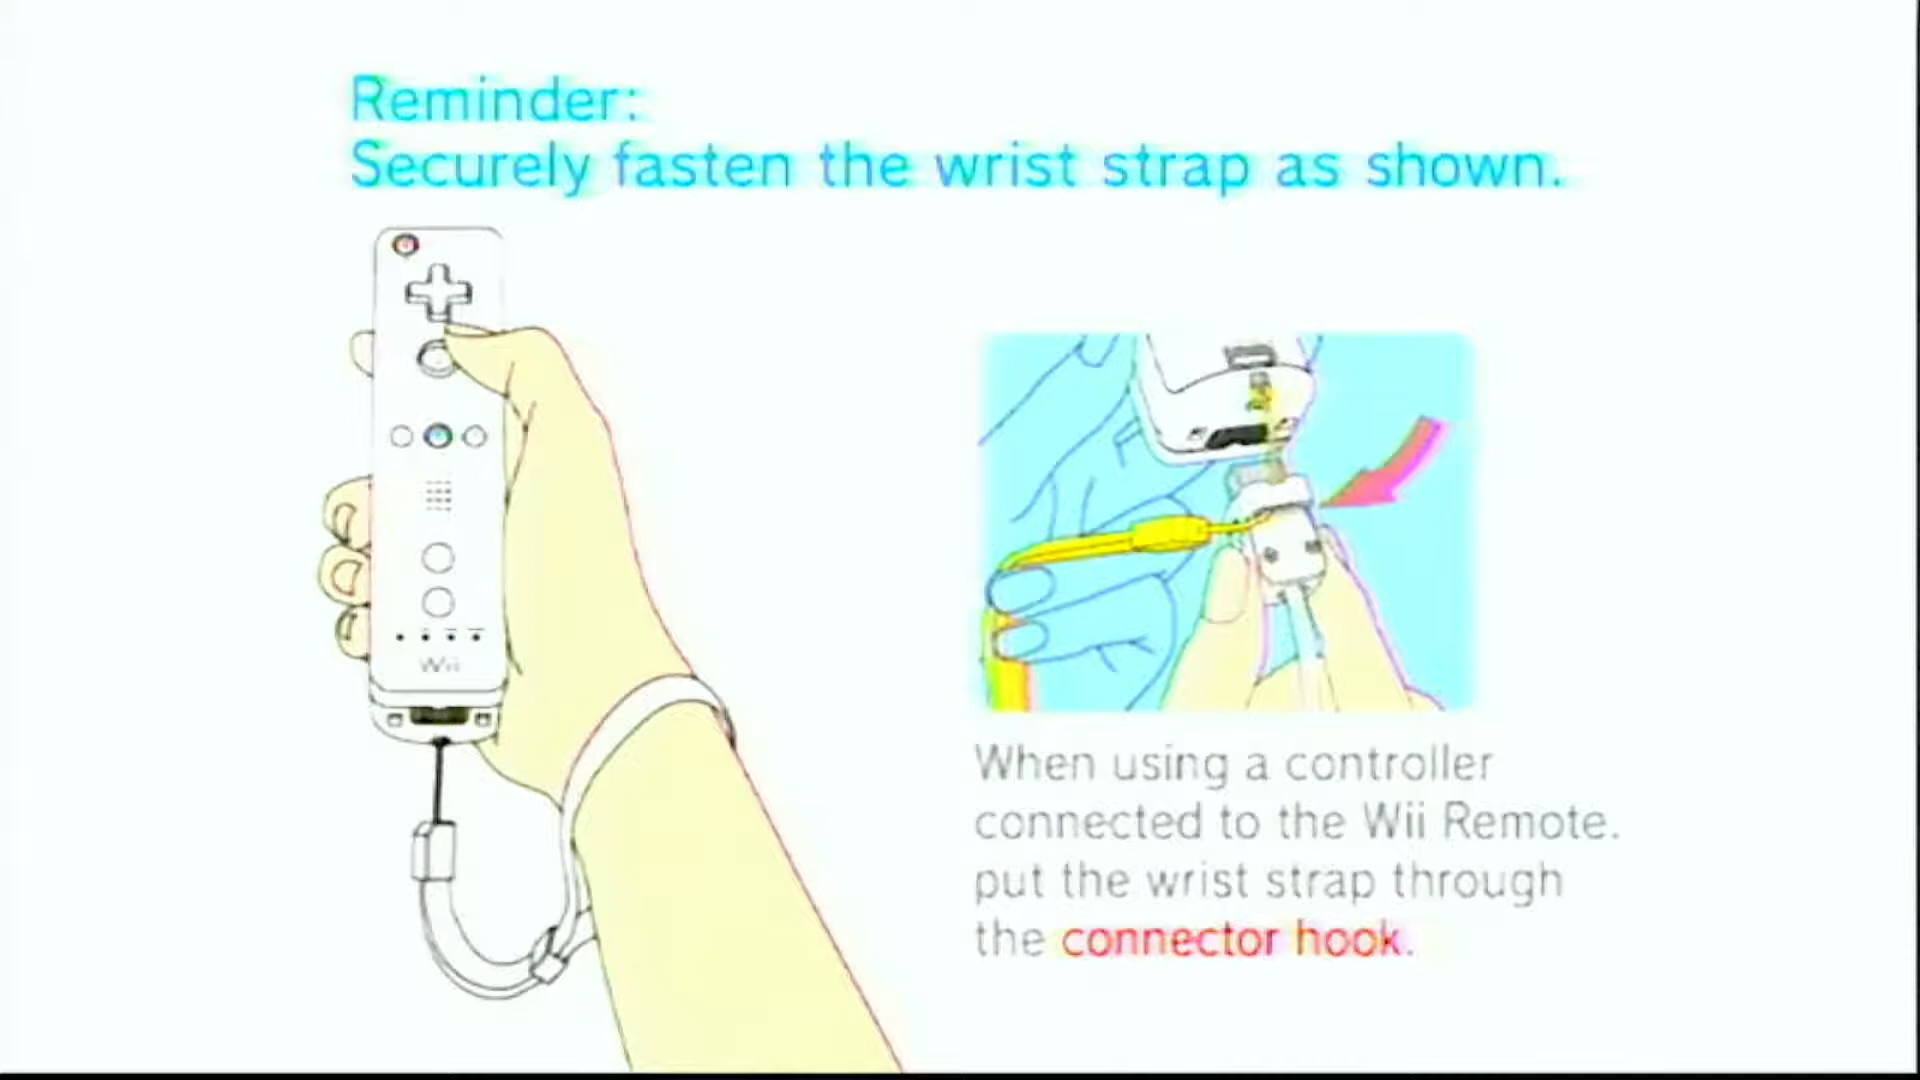 Reminder:
Securely fasten the wrist strap as shown.
Wii
When using a controller
connected to the Wii Remote.
put the wrist strap through
the connector hook.